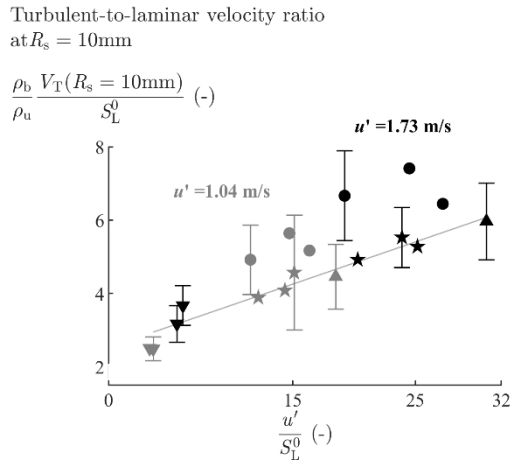 Turbulent-to-laminar velocity ratio
at R_s = 10mm
ρ_b/ρ_u V_T(R_s = 10mm)/S_L^0 (-)
u' =1.73 m/s
8
u' =1.04 m/s
6
4
2
0 15 25 32
u'/S_L^0 (-)